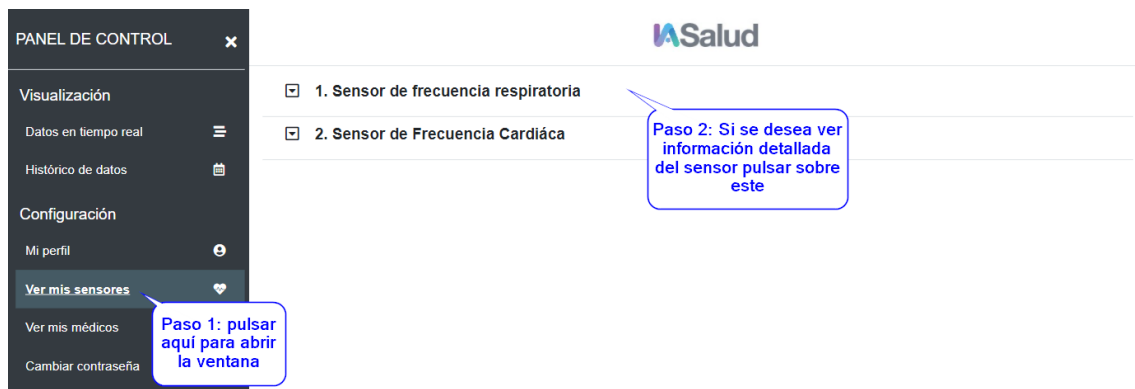 PANEL DE CONTROL
Visualización
Datos en tiempo real
Histórico de datos
Configuración
Mi perfil
Ver mis sensores
Ver mis médicos
Cambiar contraseña
Paso 1: pulsar
aquí para abrir
la ventana
IASalud
1. Sensor de frecuencia respiratoria
2. Sensor de Frecuencia Cardiáca
Paso 2: Si se desea ver
información detallada
del sensor pulsar sobre
este